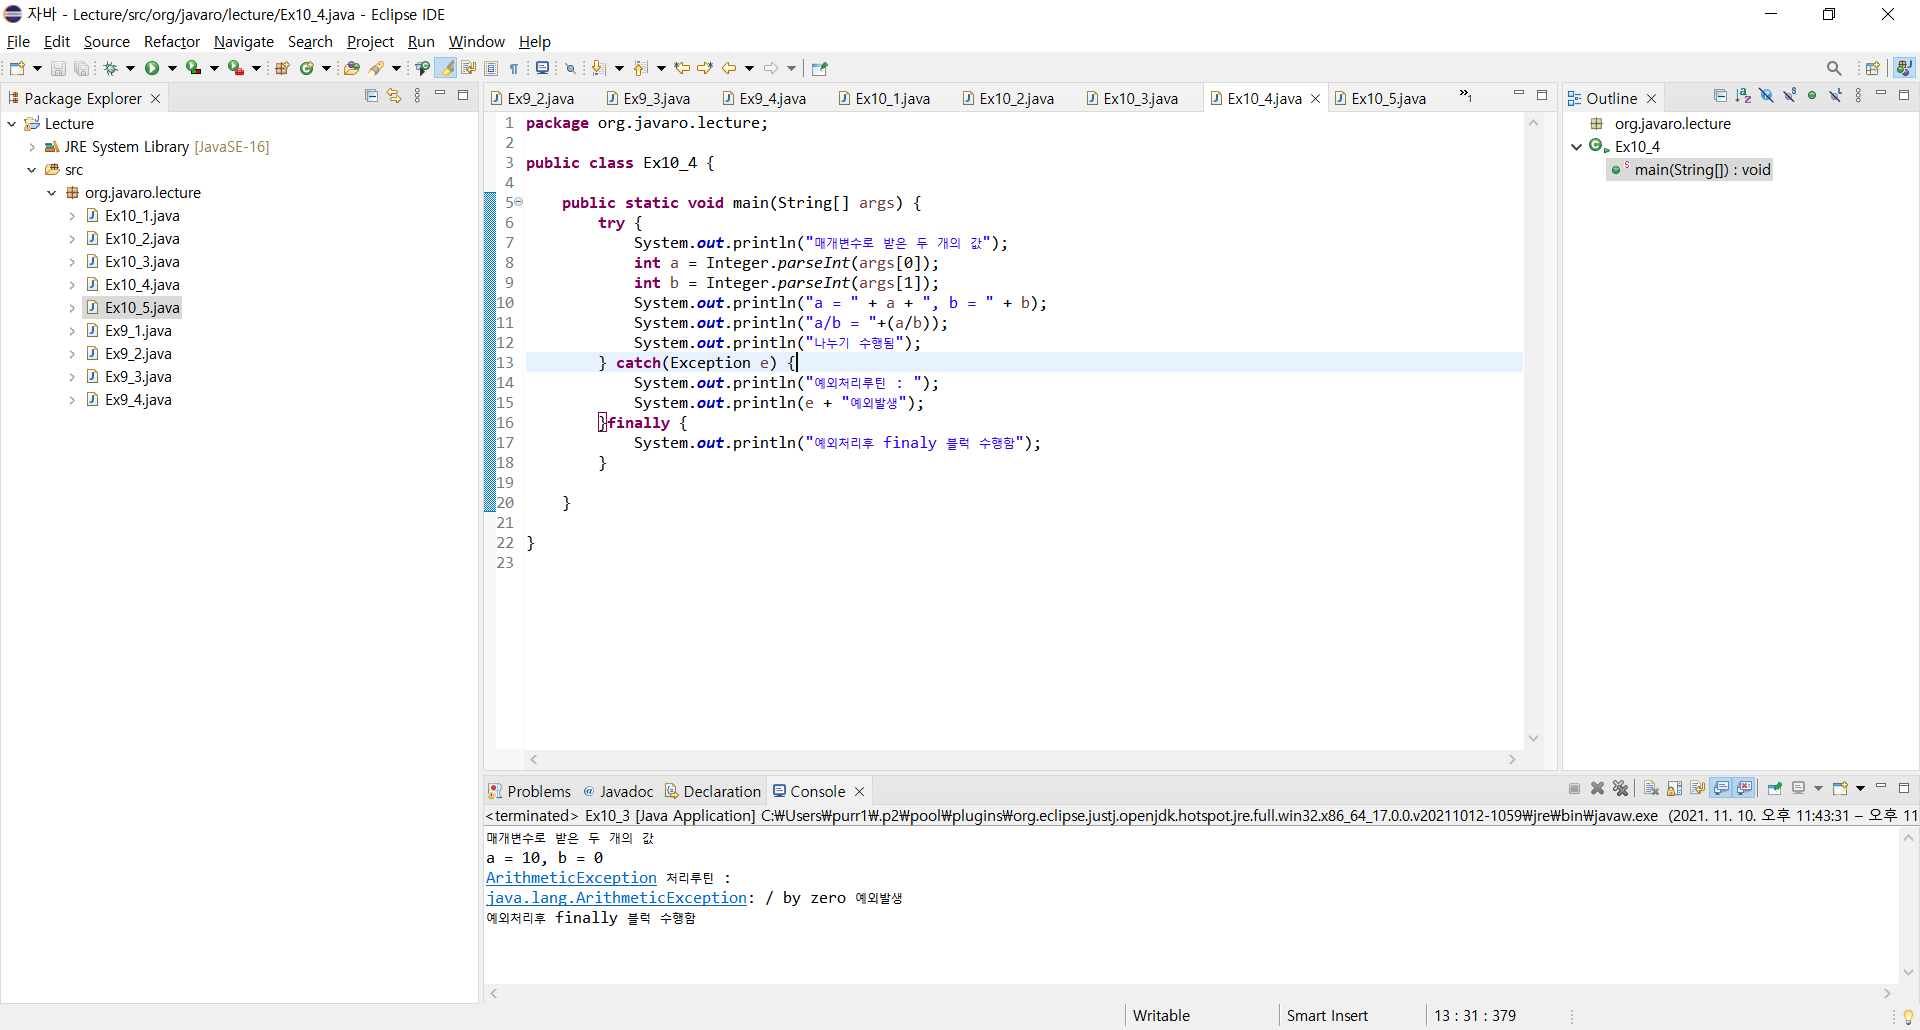 자바 - Lecture/src/org/javaro/lecture/Ex10_4.java - Eclipse IDE
File Edit Source Refactor Navigate Search Project Run Window Help
Package Explorer
Lecture
JRE System Library [JavaSE-16]
src
org.javaro.lecture
Ex10_1.java
Ex10_2.java
Ex10_3.java
Ex10_4.java
Ex10_5.java
Ex9_1.java
Ex9_2.java
Ex9_3.java
Ex9_4.java
Ex9_2.java Ex9_3.java Ex9_4.java Ex10_1.java Ex10_2.java Ex10_3.java Ex10_4.java Ex10_5.java »1
1 package org.javaro.lecture;
2
3 public class Ex10_4 {
4
5 public static void main(String[] args) {
6 try {
7 System.out.println("매개변수로 받은 두 개의 값");
8 int a = Integer.parseInt(args[0]);
9 int b = Integer.parseInt(args[1]);
10 System.out.println("a = " + a + ", b = " + b);
11 System.out.println("a/b = "+(a/b));
12 System.out.println("나누기 수행됨");
13 } catch(Exception e) {
14 System.out.println("예외처리루틴 : ");
15 System.out.println(e + "예외발생");
16 }finally {
17 System.out.println("예외처리후 finaly 블럭 수행함");
18 }
19
20 }
21
22 }
23
Outline
org.javaro.lecture
Ex10_4
main(String[]) : void
Problems @ Javadoc Declaration Console
<terminated> Ex10_3 [Java Application] C:₩Users₩purr1₩.p2₩pool₩plugins₩org.eclipse.justj.openjdk.hotspot.jre.full.win32.x86_64_17.0.0.v20211012-1059₩jre₩bin₩javaw.exe (2021. 11. 10. 오후 11:43:31 – 오후 11
매개변수로 받은 두 개의 값
a = 10, b = 0
ArithmeticException 처리루틴 :
java.lang.ArithmeticException: / by zero 예외발생
예외처리후 finally 블럭 수행함
Writable Smart Insert 13 : 31 : 379